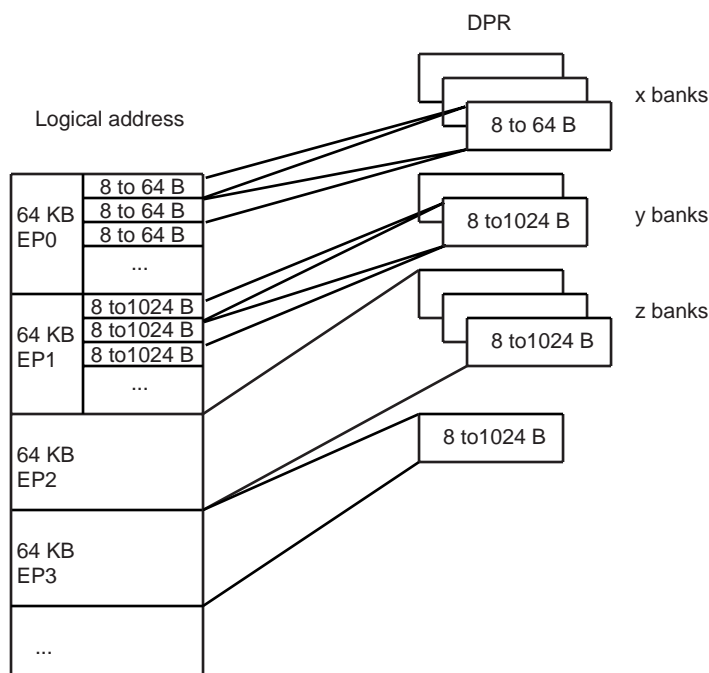 DPR
x banks
8 to 64 B
Logical address
8 to 64 B
64 KB
EP0
8 to 64 B
8 to 64 B
...
y banks
8 to1024 B
z banks
8 to1024 B
64 KB
EP1
8 to1024 B
8 to1024 B
8 to1024 B
...
8 to1024 B
64 KB
EP2
64 KB
EP3
...